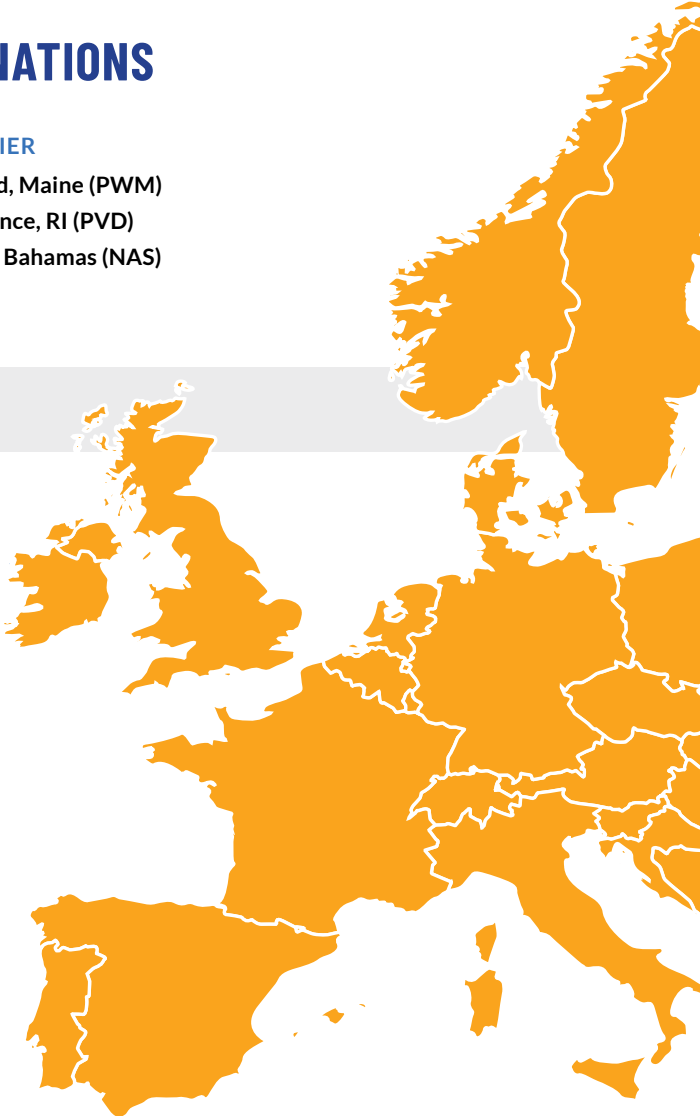 NATIONS
IER
d, Maine (PWM)
nce, RI (PVD)
Bahamas (NAS)